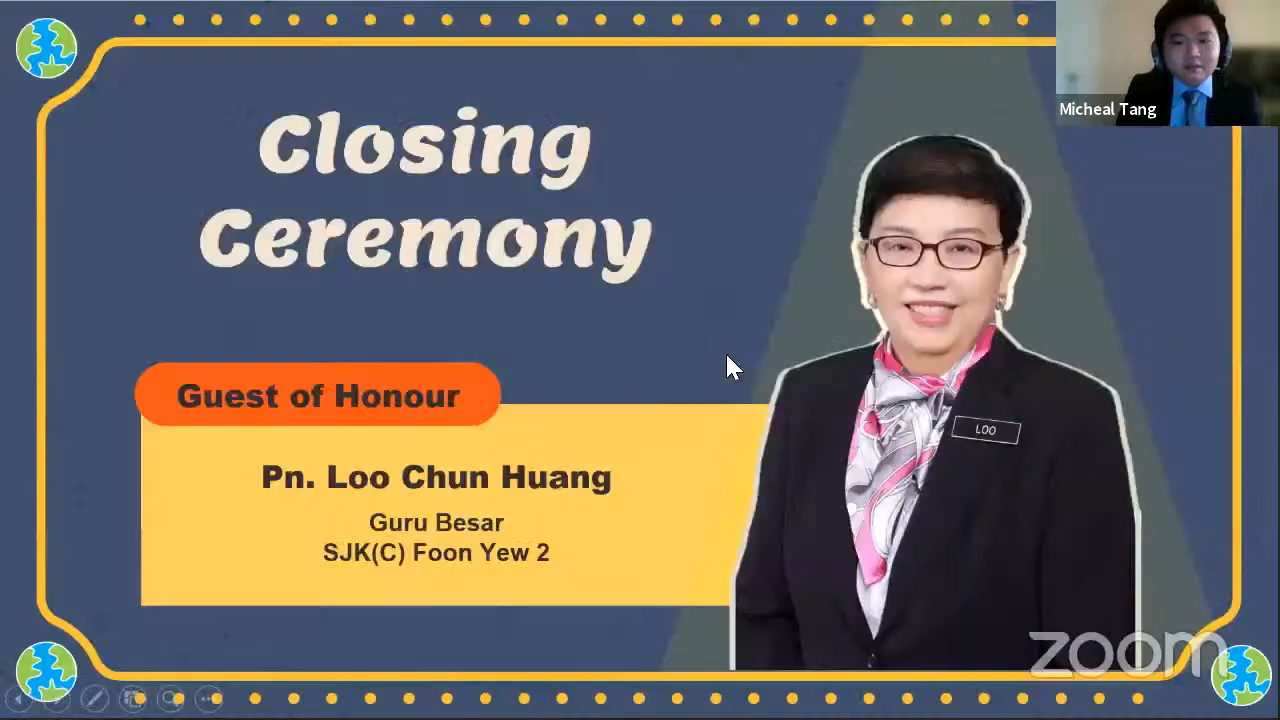 Closing
Ceremony
Micheal Tang
Guest of Honour
LOO
Pn. Loo Chun Huang
Guru Besar
SJK(C) Foon Yew 2
zoom